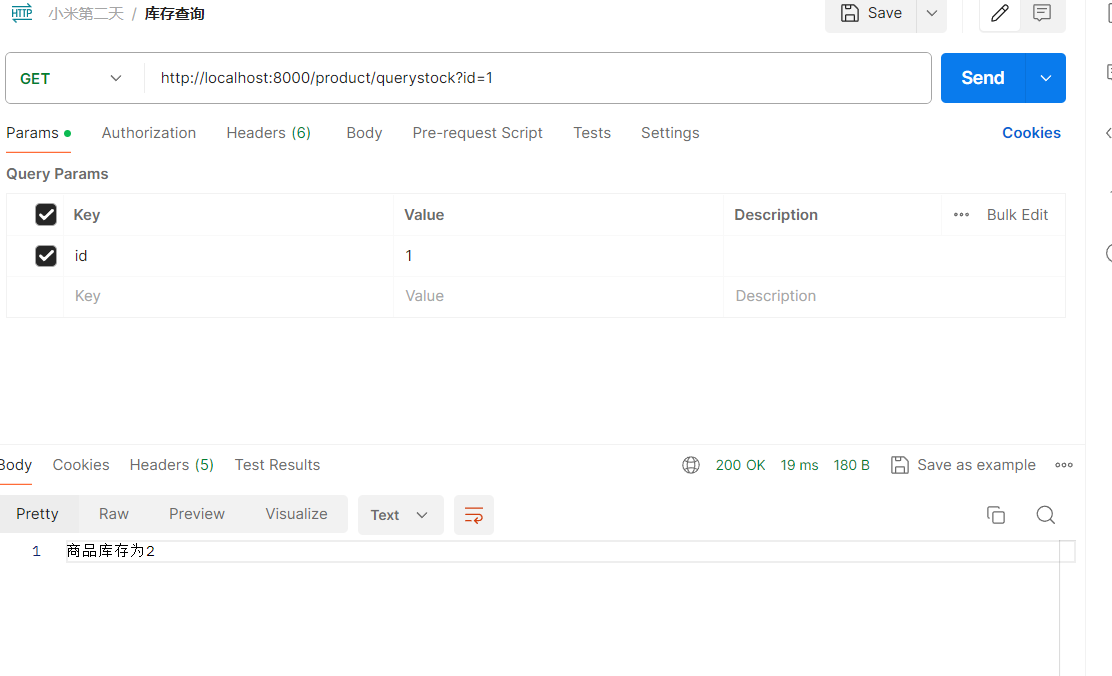 HTTP 小米第二天 / 库存查询 Save
GET http://localhost:8000/product/querystock?id=1 Send
Params Authorization Headers (6) Body Pre-request Script Tests Settings Cookies
Query Params
Key Value Description ••• Bulk Edit
id 1
Key Value Description
Body Cookies Headers (5) Test Results 200 OK 19 ms 180 B Save as example
Pretty Raw Preview Visualize Text
1 商品库存为2